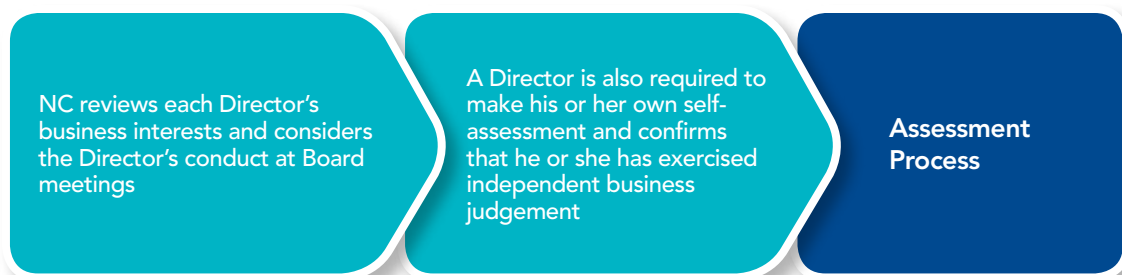 NC reviews each Director’s
business interests and considers
the Director’s conduct at Board
meetings
A Director is also required to
make his or her own self-
assessment and confirms
that he or she has exercised
independent business
judgement
Assessment
Process